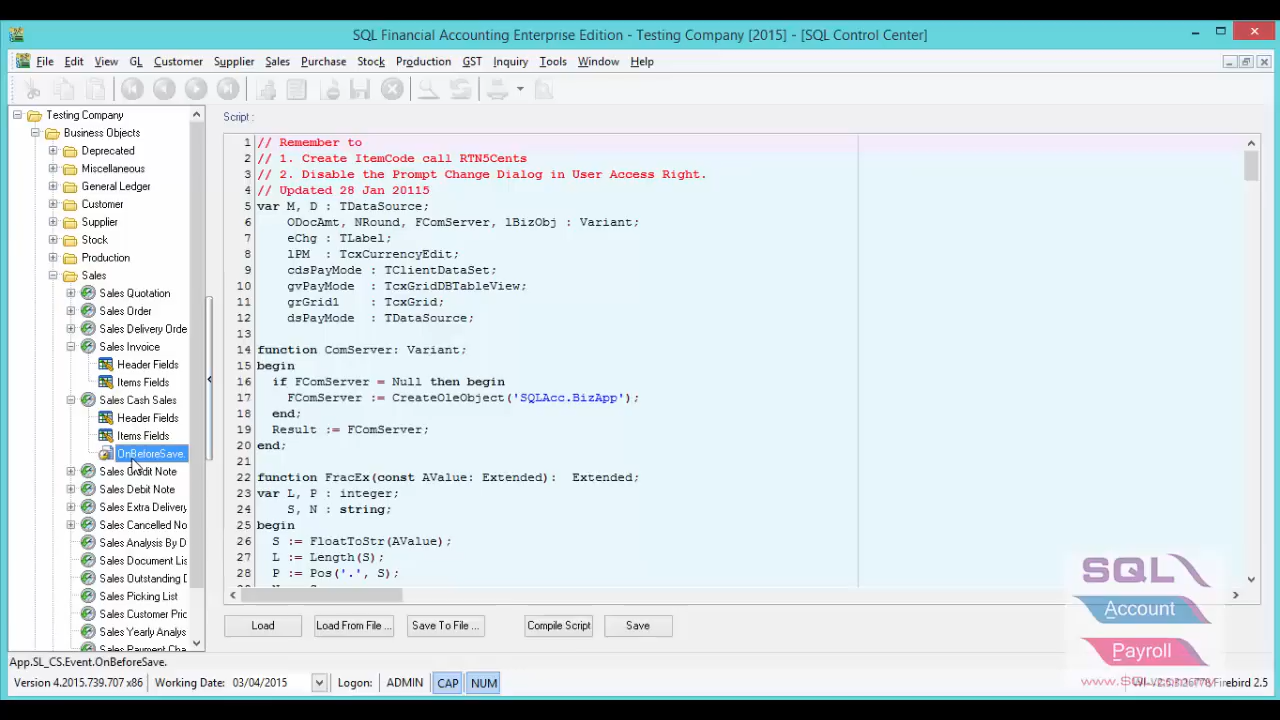 SQL Financial Accounting Enterprise Edition - Testing Company [2015] - [SQL Control Center]
File Edit View GL Customer Supplier Sales Purchase Stock Production GST Inquiry Tools Window Help
Testing Company
Business Objects
Deprecated
Miscellaneous
General Ledger
Customer
Supplier
Stock
Production
Sales
Sales Quotation
Sales Order
Sales Delivery Orde
Sales Invoice
Header Fields
Items Fields
Sales Cash Sales
Header Fields
Items Fields
OnBeforeSave.
Sales Credit Note
Sales Debit Note
Sales Extra Delivery
Sales Cancelled No
Sales Analysis By D
Sales Document Lis
Sales Outstanding D
Sales Picking List
Sales Customer Pric
Sales Yearly Analys
Sales Payment Cha
Script :
1 // Remember to
2 // 1. Create ItemCode call RTN5Cents
3 // 2. Disable the Prompt Change Dialog in User Access Right.
4 // Updated 28 Jan 20115
5 var M, D : TDataSource;
6 ODocAmt, NRound, FComServer, lBizObj : Variant;
7 eChg : TLabel;
8 lPM : TcxCurrencyEdit;
9 cdsPayMode : TClientDataSet;
10 gvPayMode : TcxGridDBTableView;
11 grGrid1 : TcxGrid;
12 dsPayMode : TDataSource;
13
14 function ComServer: Variant;
15 begin
16 if FComServer = Null then begin
17 FComServer := CreateOleObject('SQLAcc.BizApp');
18 end;
19 Result := FComServer;
20 end;
21
22 function FracEx(const AValue: Extended): Extended;
23 var L, P : integer;
24 S, N : string;
25 begin
26 S := FloatToStr(AValue);
27 L := Length(S);
28 P := Pos('.', S);
Load Load From File ... Save To File ... Compile Script Save
SQL
Account
Payroll
App.SL_CS.Event.OnBeforeSave.
Version 4.2015.739.707 x86 Working Date: 03/04/2015 Logon: ADMIN CAP NUM Firebird 2.5